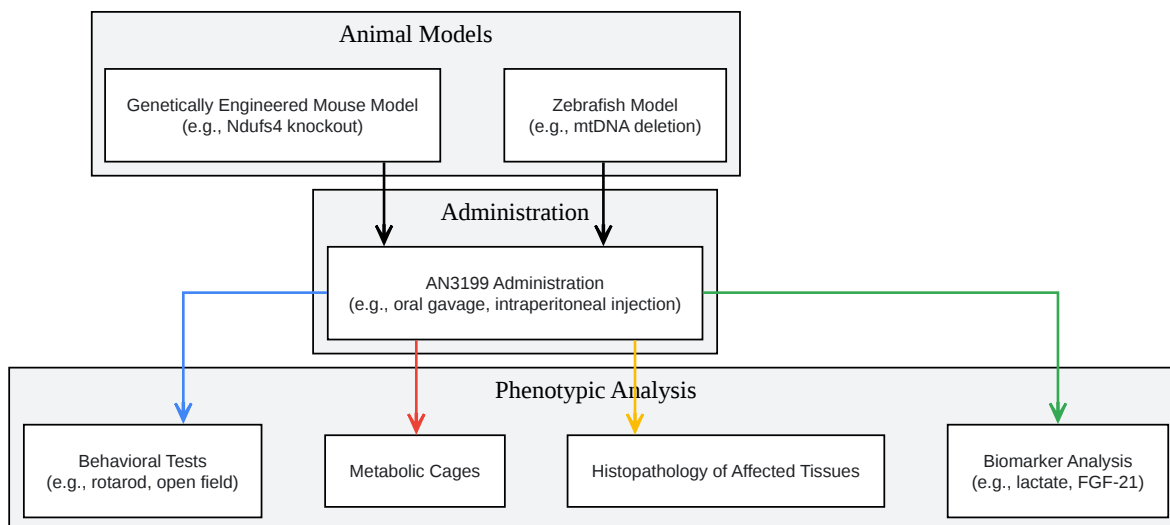 Animal Models
Genetically Engineered Mouse Model
(e.g., Ndufs4 knockout)
Zebrafish Model
(e.g., mtDNA deletion)
Administration
AN3199 Administration
(e.g., oral gavage, intraperitoneal injection)
Phenotypic Analysis
Behavioral Tests
(e.g., rotarod, open field)
Metabolic Cages
Histopathology of Affected Tissues
Biomarker Analysis
(e.g., lactate, FGF-21)